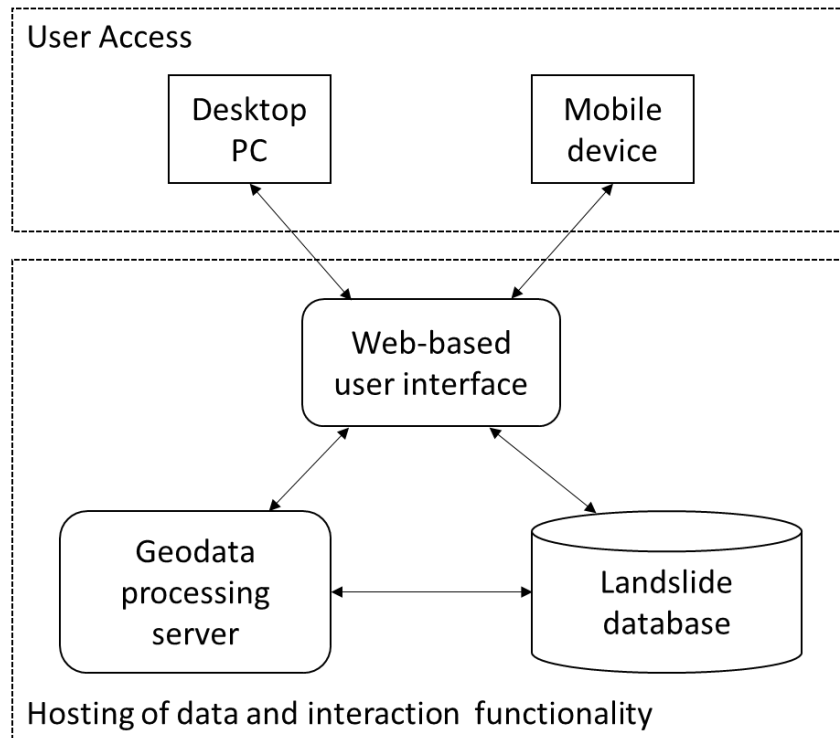 User Access
Desktop
PC
Mobile
device
Web-based
user interface
Geodata
processing
server
Landslide
database
Hosting of data and interaction functionality